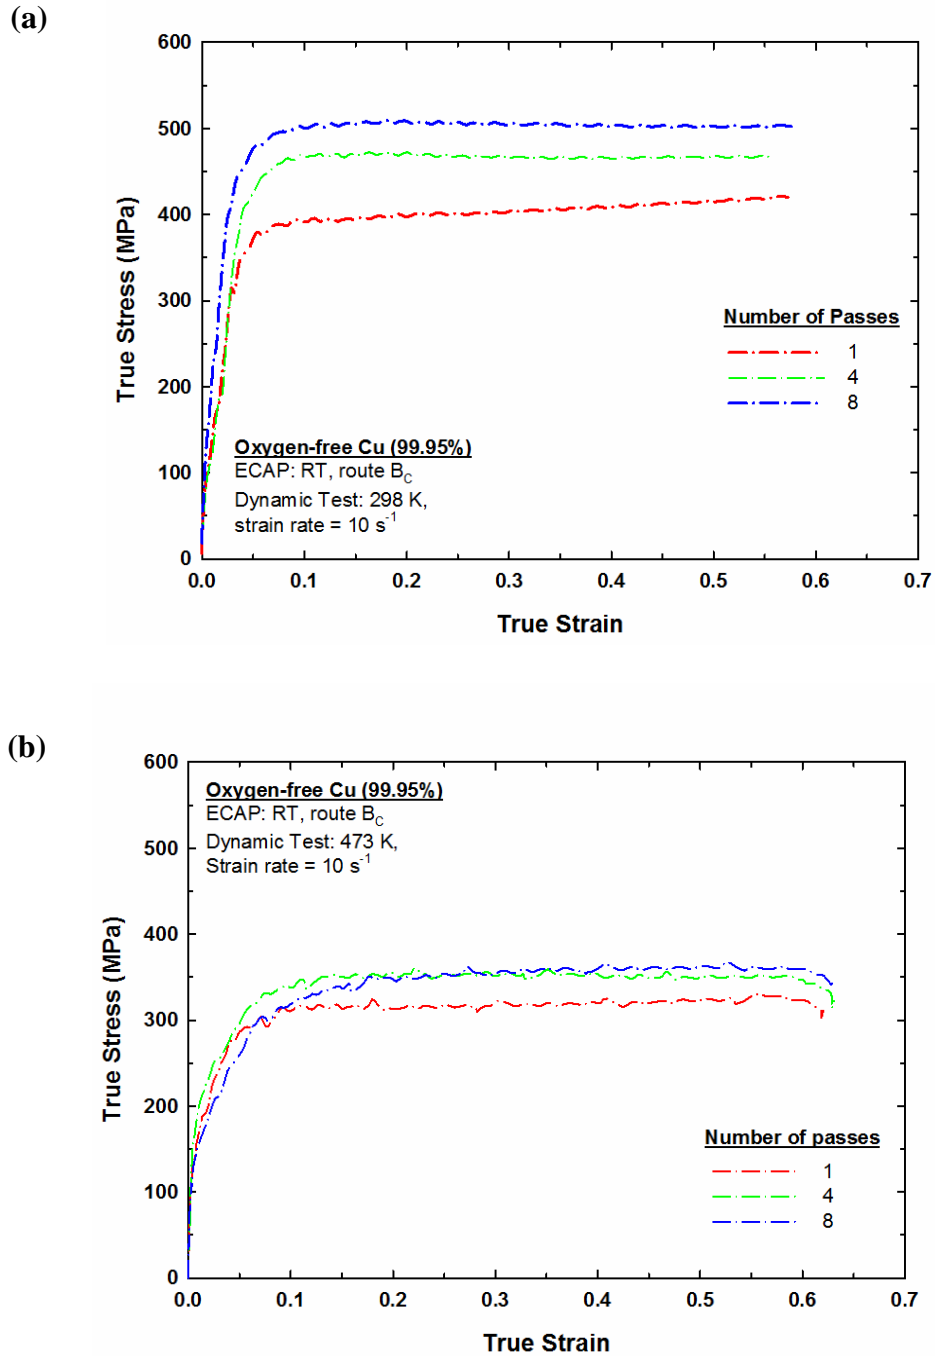 (a)
600
500
400
300
200
100
0
True Stress (MPa)
Number of Passes
1
4
8
Oxygen-free Cu (99.95%)
ECAP: RT, route B_C
Dynamic Test: 298 K,
strain rate = 10 s^-1
0.0 0.1 0.2 0.3 0.4 0.5 0.6 0.7
True Strain
(b)
600
500
400
300
200
100
0
True Stress (MPa)
Oxygen-free Cu (99.95%)
ECAP: RT, route B_C
Dynamic Test: 473 K,
Strain rate = 10 s^-1
Number of passes
1
4
8
0.0 0.1 0.2 0.3 0.4 0.5 0.6 0.7
True Strain